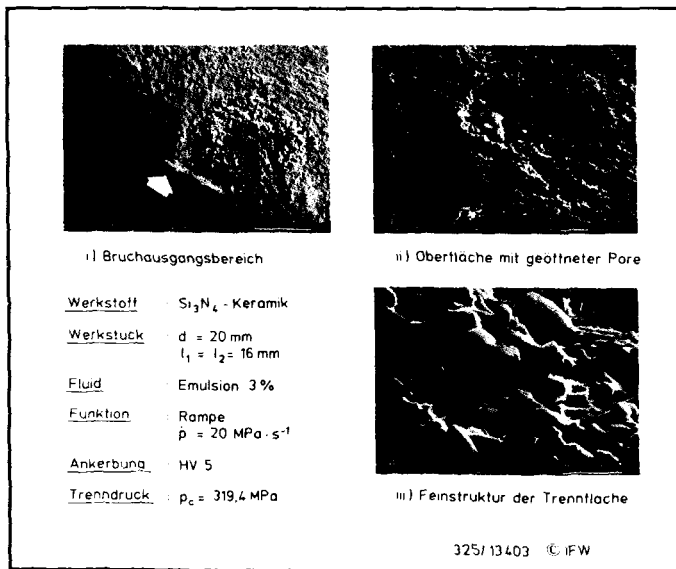 i) Bruchausgangsbereich
ii) Oberfläche mit geöffneter Pore
Werkstoff : Si₃N₄ - Keramik
Werkstück : d = 20 mm
l₁ = l₂ = 16 mm
Fluid : Emulsion 3 %
Funktion : Rampe
ṗ = 20 MPa · s⁻¹
Ankerbung : HV 5
Trenndruck : p_c = 319,4 MPa
iii) Feinstruktur der Trennfläche
325/13403 © IFW